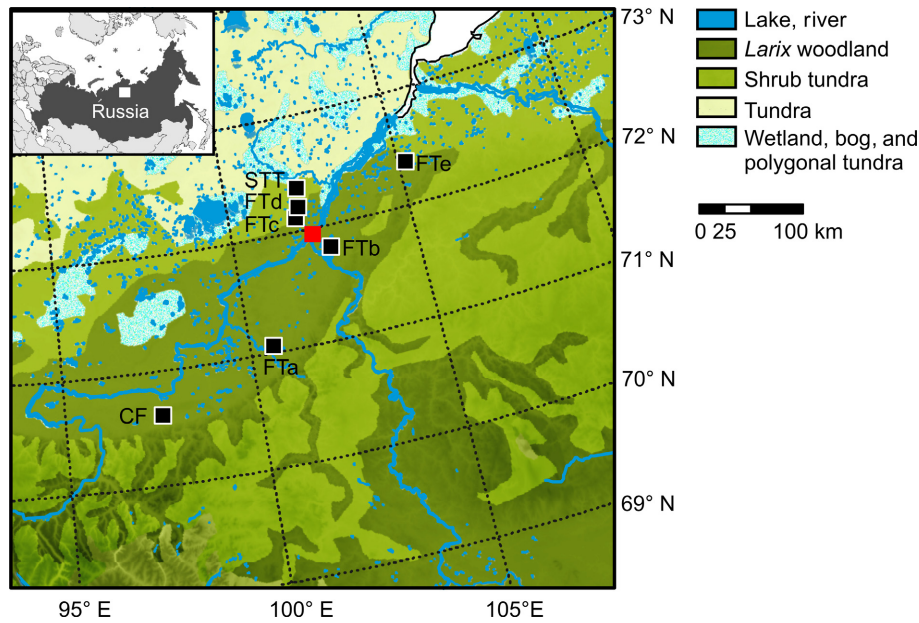 Russia
73° N
72° N
71° N
70° N
69° N
95° E
100° E
105° E
STT
FTd
FTc
FTe
FTb
FTa
CF
Lake, river
Larix woodland
Shrub tundra
Tundra
Wetland, bog, and
polygonal tundra
0 25 100 km